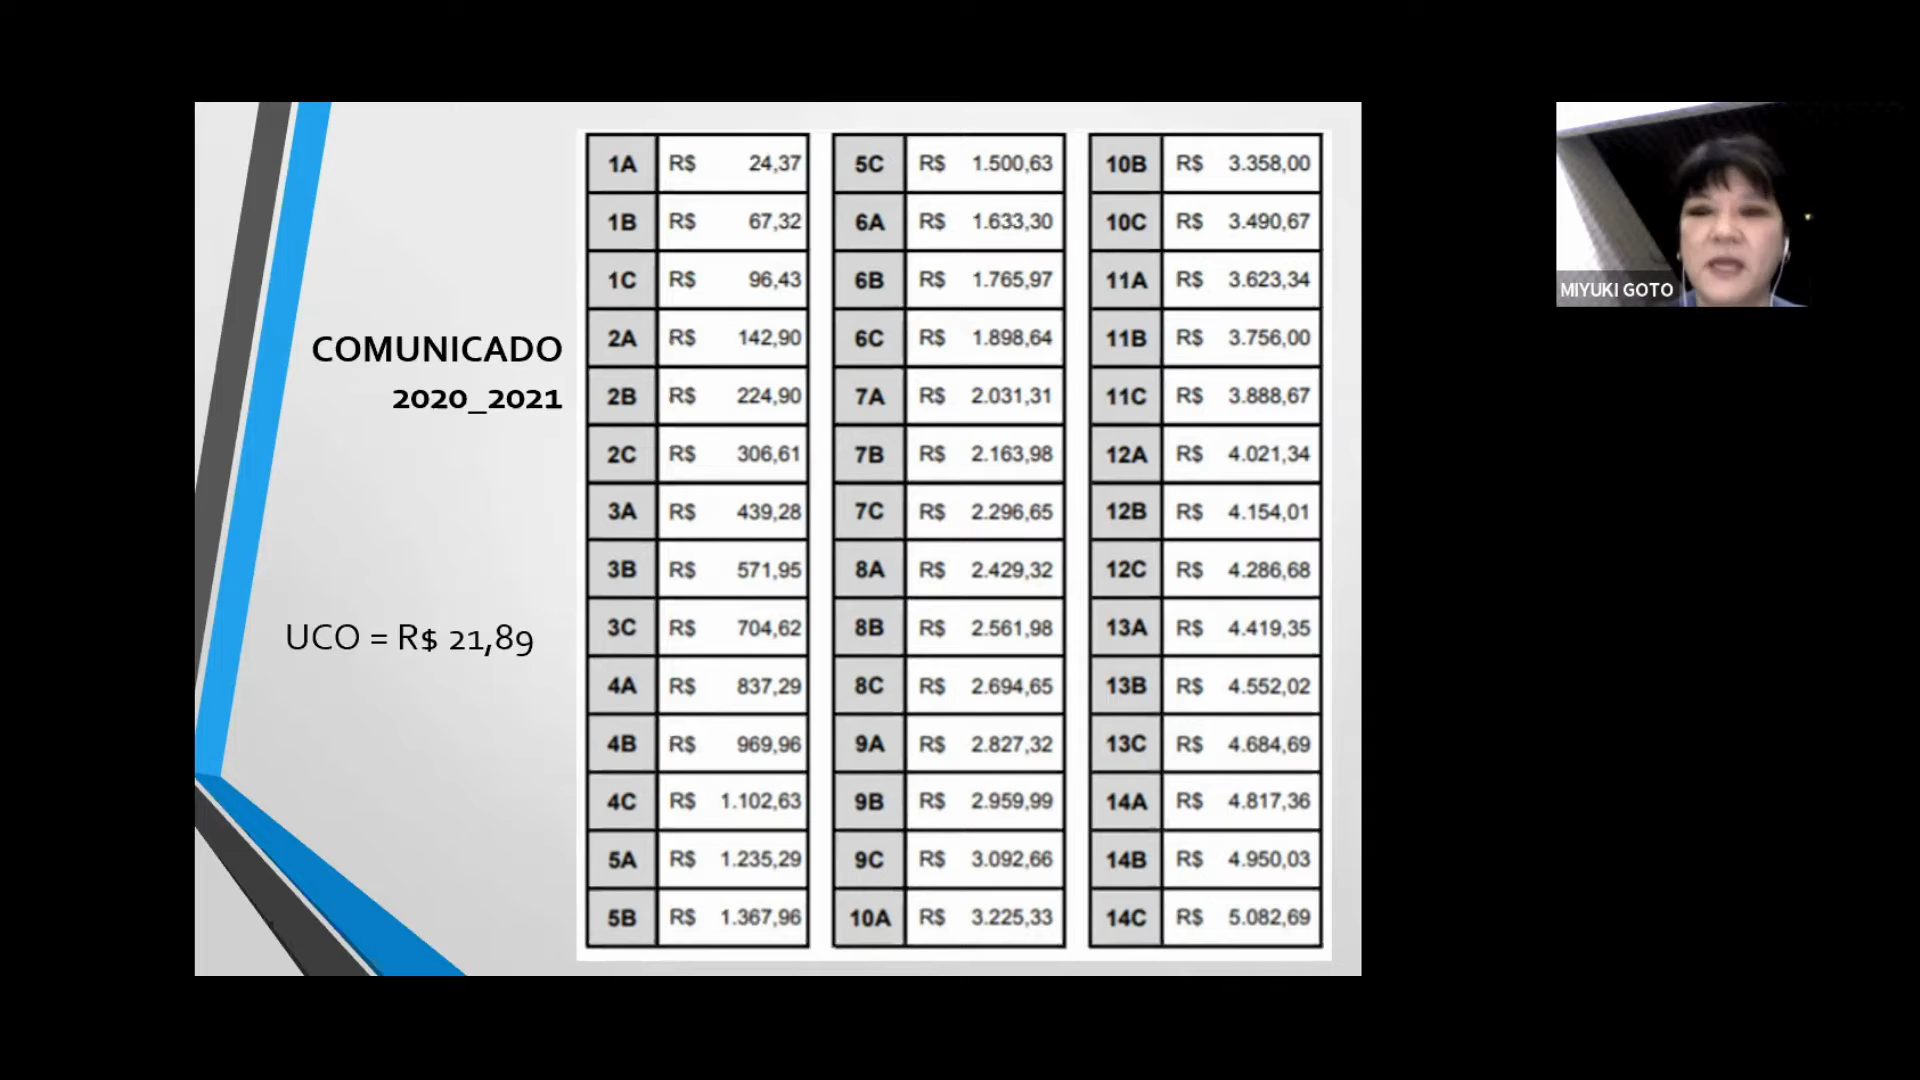 COMUNICADO
2020_2021
UCO = R$ 21,89
1A R$ 24,37
1B R$ 67,32
1C R$ 96,43
2A R$ 142,90
2B R$ 224,90
2C R$ 306,61
3A R$ 439,28
3B R$ 571,95
3C R$ 704,62
4A R$ 837,29
4B R$ 969,96
4C R$ 1.102,63
5A R$ 1.235,29
5B R$ 1.367,96
5C R$ 1.500,63
6A R$ 1.633,30
6B R$ 1.765,97
6C R$ 1.898,64
7A R$ 2.031,31
7B R$ 2.163,98
7C R$ 2.296,65
8A R$ 2.429,32
8B R$ 2.561,98
8C R$ 2.694,65
9A R$ 2.827,32
9B R$ 2.959,99
9C R$ 3.092,66
10A R$ 3.225,33
10B R$ 3.358,00
10C R$ 3.490,67
11A R$ 3.623,34
11B R$ 3.756,00
11C R$ 3.888,67
12A R$ 4.021,34
12B R$ 4.154,01
12C R$ 4.286,68
13A R$ 4.419,35
13B R$ 4.552,02
13C R$ 4.684,69
14A R$ 4.817,36
14B R$ 4.950,03
14C R$ 5.082,69
MIYUKI GOTO